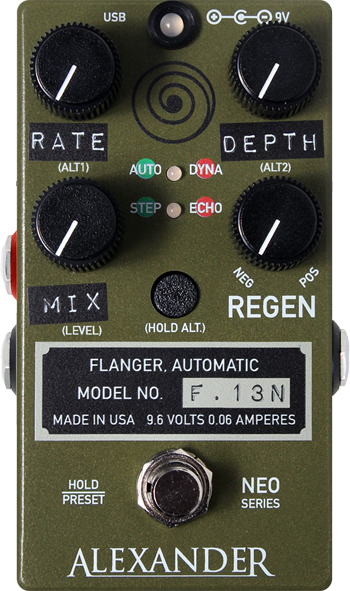 USB
9V
RATE
DEPTH
(ALT1)
(ALT2)
AUTO
DYNA
STEP
ECHO
MIX
(LEVEL)
(HOLD ALT.)
NEG
POS
REGEN
FLANGER, AUTOMATIC
MODEL NO. F.13N
MADE IN USA 9.6 VOLTS 0.06 AMPERES
HOLD
PRESET
NEO
SERIES
ALEXANDER